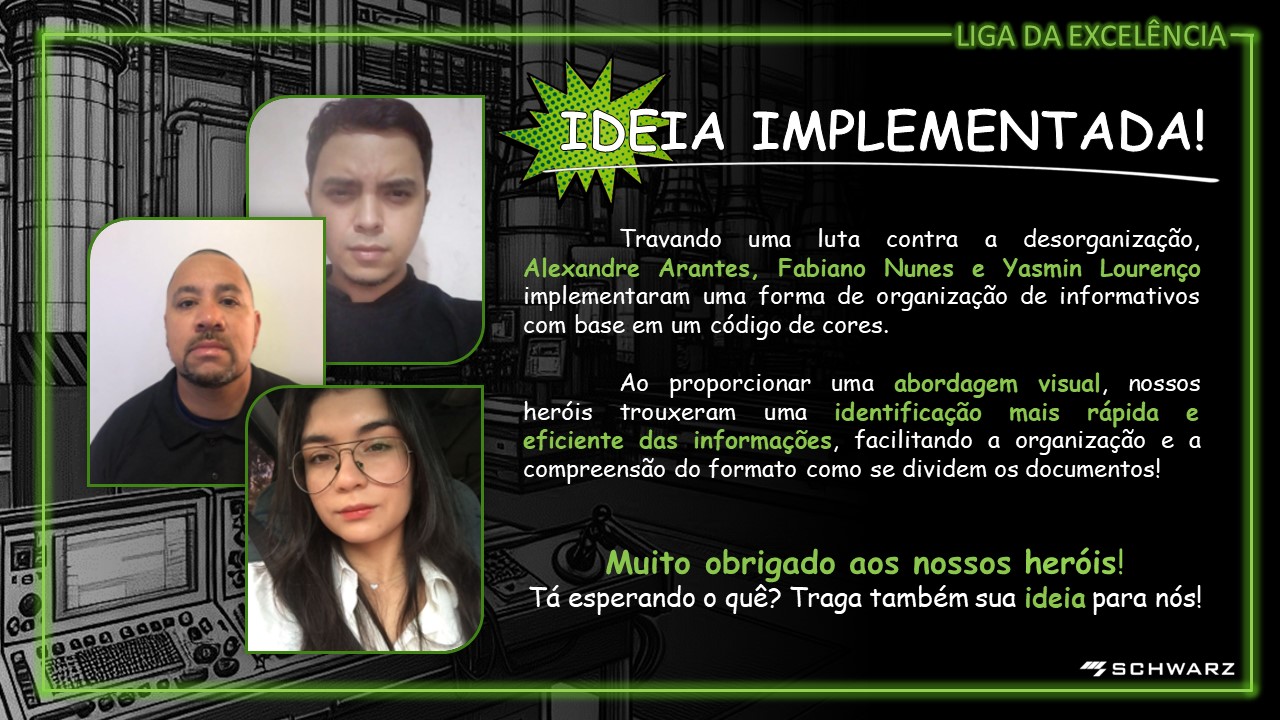 LIGA DA EXCELÊNCIA
IDEIA IMPLEMENTADA!
Travando uma luta contra a desorganização,
Alexandre Arantes, Fabiano Nunes e Yasmin Lourenço
implementaram uma forma de organização de informativos
com base em um código de cores.
Ao proporcionar uma abordagem visual, nossos
heróis trouxeram uma identificação mais rápida e
eficiente das informações, facilitando a organização e a
compreensão do formato como se dividem os documentos!
Muito obrigado aos nossos heróis!
Tá esperando o quê? Traga também sua ideia para nós!
SCHWARZ